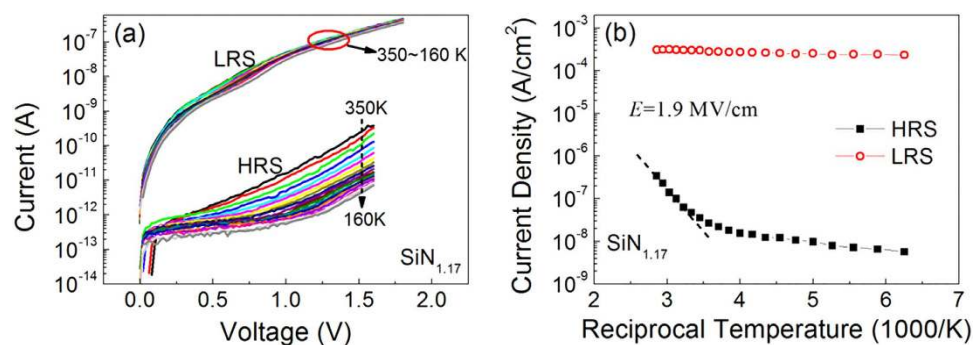 (a)
LRS
350~160 K
350K
HRS
160K
SiN1.17
10-7
10-8
10-9
10-10
10-11
10-12
10-13
10-14
Current (A)
0.0 0.5 1.0 1.5 2.0
Voltage (V)
(b)
E=1.9 MV/cm
HRS
LRS
SiN1.17
10-2
10-3
10-4
10-5
10-6
10-7
10-8
10-9
Current Density (A/cm2)
2 3 4 5 6 7
Reciprocal Temperature (1000/K)